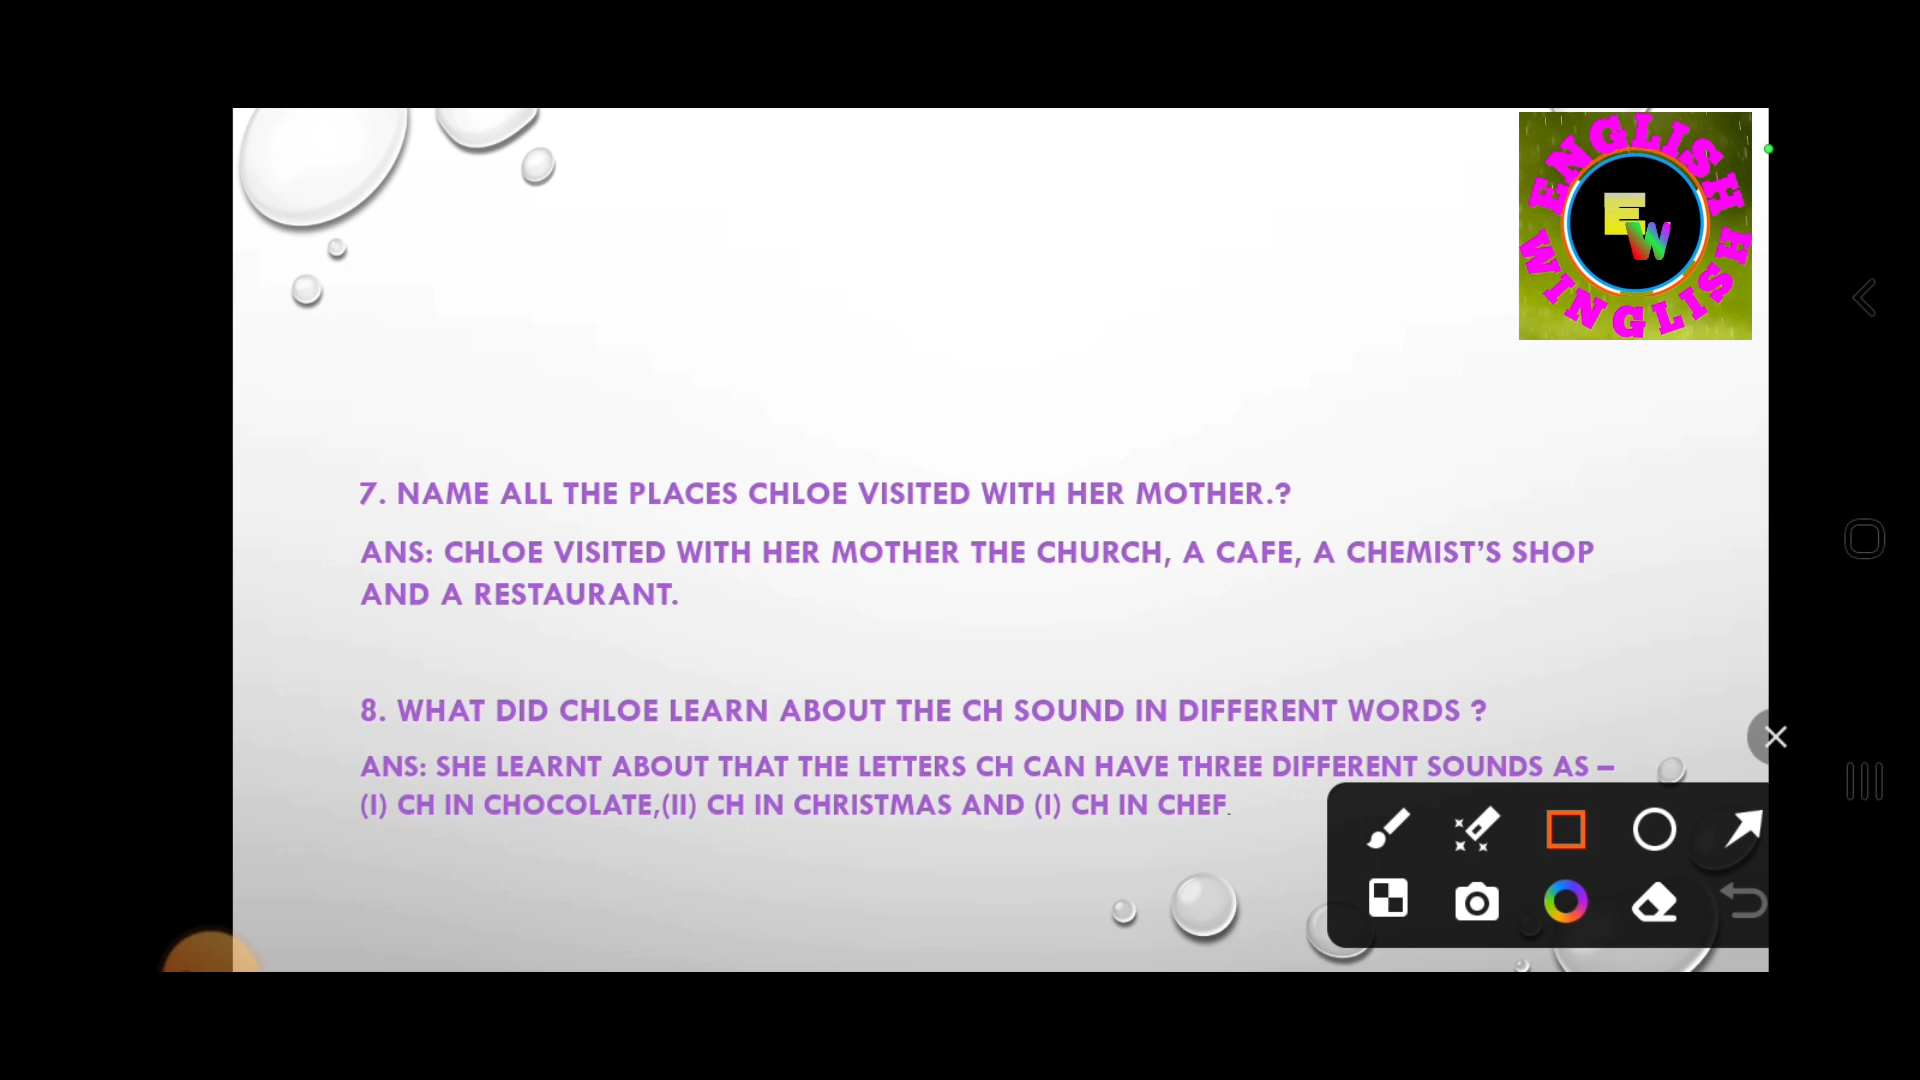 ENGLISH
EW
WINGLISH
7. NAME ALL THE PLACES CHLOE VISITED WITH HER MOTHER.?
ANS: CHLOE VISITED WITH HER MOTHER THE CHURCH, A CAFE, A CHEMIST’S SHOP
AND A RESTAURANT.
8. WHAT DID CHLOE LEARN ABOUT THE CH SOUND IN DIFFERENT WORDS ?
ANS: SHE LEARNT ABOUT THAT THE LETTERS CH CAN HAVE THREE DIFFERENT SOUNDS AS –
(I) CH IN CHOCOLATE,(II) CH IN CHRISTMAS AND (I) CH IN CHEF.